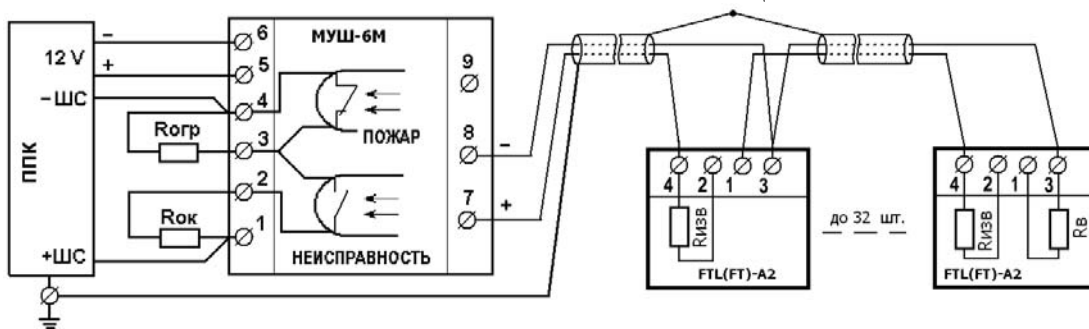 ППК
12 V
−
+
−ШС
+ШС
Rогр
Rок
МУШ-6М
6
5
4
3
2
1
9
8
7
ПОЖАР
НЕИСПРАВНОСТЬ
−
+
4 2 1 3
Rизв
FTL(FT)-A2
до 32 шт.
4 2 1 3
Rизв
Rв
FTL(FT)-A2